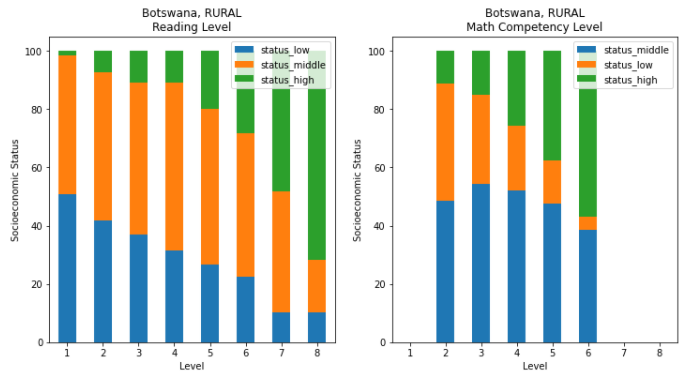 Botswana, RURAL
Reading Level
status_low
status_middle
status_high
Socioeconomic Status
100
80
60
40
20
0
1 2 3 4 5 6 7 8
Level
Botswana, RURAL
Math Competency Level
status_middle
status_low
status_high
Socioeconomic Status
100
80
60
40
20
0
1 2 3 4 5 6 7 8
Level